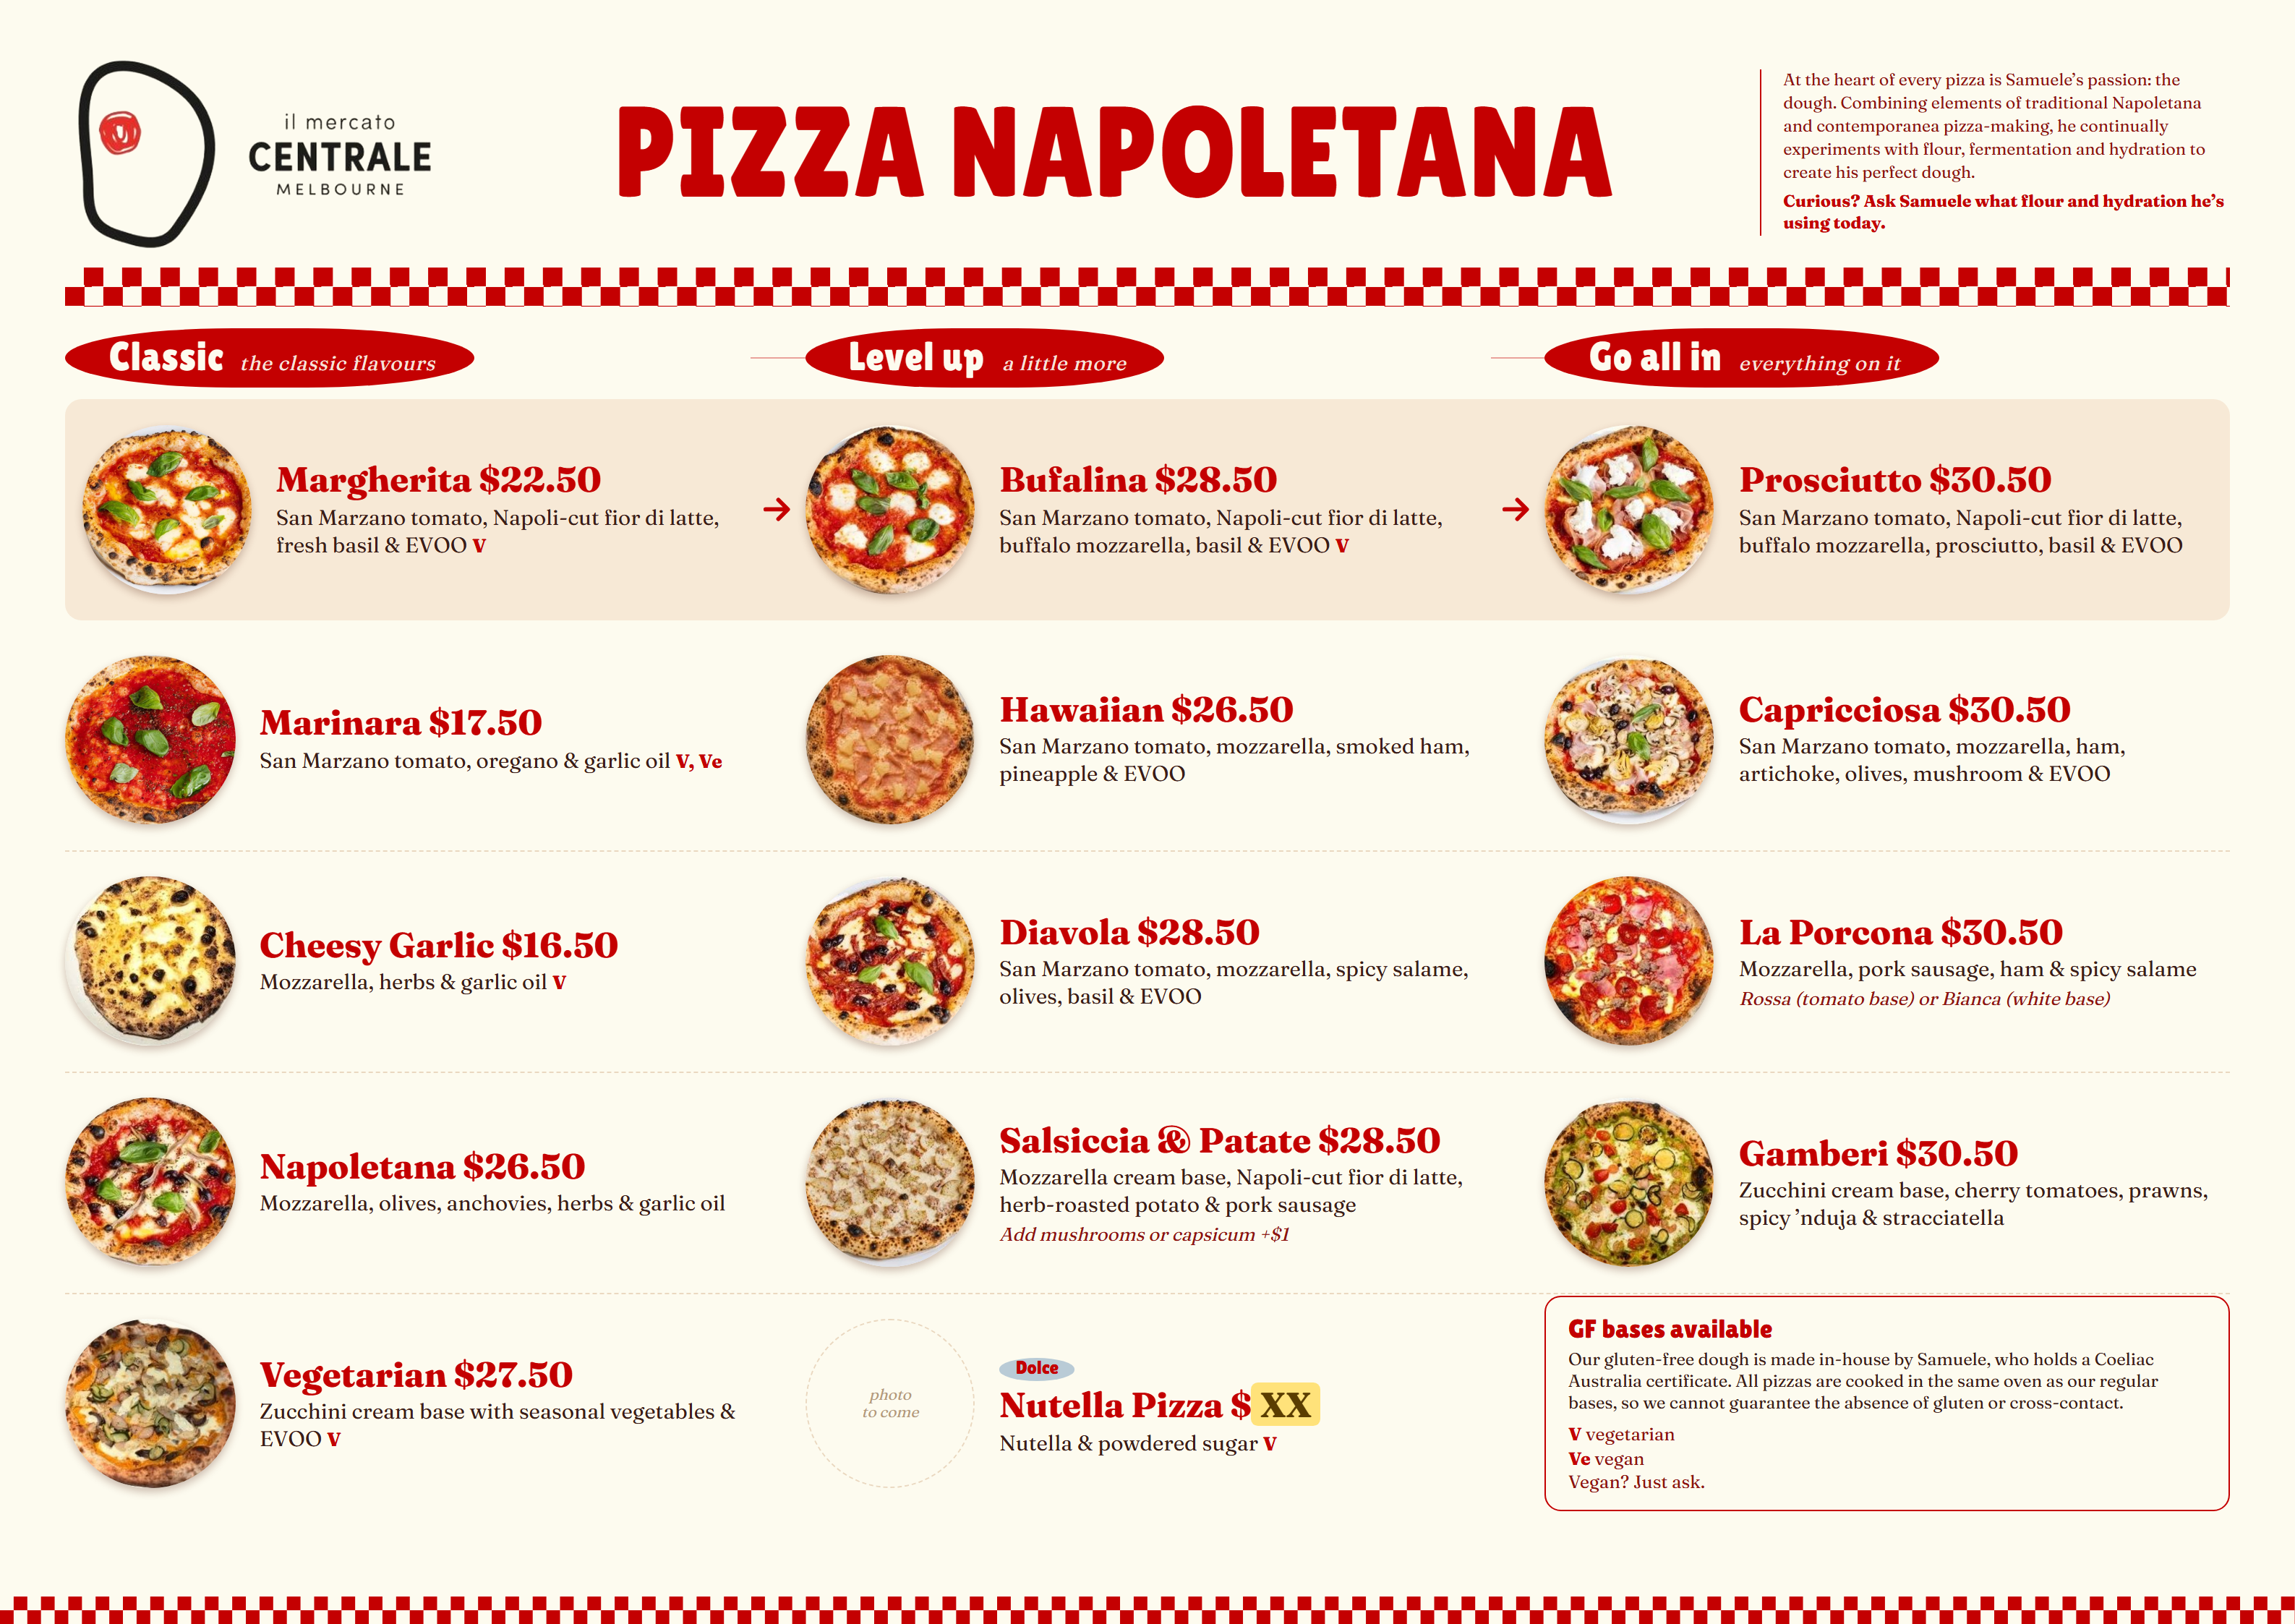 il mercato
CENTRALE
MELBOURNE
PIZZA NAPOLETANA
At the heart of every pizza is Samuele’s passion: the
dough. Combining elements of traditional Napoletana
and contemporanea pizza-making, he continually
experiments with flour, fermentation and hydration to
create his perfect dough.
Curious? Ask Samuele what flour and hydration he’s
using today.
Classic the classic flavours
Level up a little more
Go all in everything on it
Margherita $22.50
San Marzano tomato, Napoli-cut fior di latte,
fresh basil & EVOO V
Bufalina $28.50
San Marzano tomato, Napoli-cut fior di latte,
buffalo mozzarella, basil & EVOO V
Prosciutto $30.50
San Marzano tomato, Napoli-cut fior di latte,
buffalo mozzarella, prosciutto, basil & EVOO
Marinara $17.50
San Marzano tomato, oregano & garlic oil V, Ve
Hawaiian $26.50
San Marzano tomato, mozzarella, smoked ham,
pineapple & EVOO
Capricciosa $30.50
San Marzano tomato, mozzarella, ham,
artichoke, olives, mushroom & EVOO
Cheesy Garlic $16.50
Mozzarella, herbs & garlic oil V
Diavola $28.50
San Marzano tomato, mozzarella, spicy salame,
olives, basil & EVOO
La Porcona $30.50
Mozzarella, pork sausage, ham & spicy salame
Rossa (tomato base) or Bianca (white base)
Napoletana $26.50
Mozzarella, olives, anchovies, herbs & garlic oil
Salsiccia & Patate $28.50
Mozzarella cream base, Napoli-cut fior di latte,
herb-roasted potato & pork sausage
Add mushrooms or capsicum +$1
Gamberi $30.50
Zucchini cream base, cherry tomatoes, prawns,
spicy ’nduja & stracciatella
Vegetarian $27.50
Zucchini cream base with seasonal vegetables &
EVOO V
photo
to come
Dolce
Nutella Pizza $XX
Nutella & powdered sugar V
GF bases available
Our gluten-free dough is made in-house by Samuele, who holds a Coeliac
Australia certificate. All pizzas are cooked in the same oven as our regular
bases, so we cannot guarantee the absence of gluten or cross-contact.
V vegetarian
Ve vegan
Vegan? Just ask.